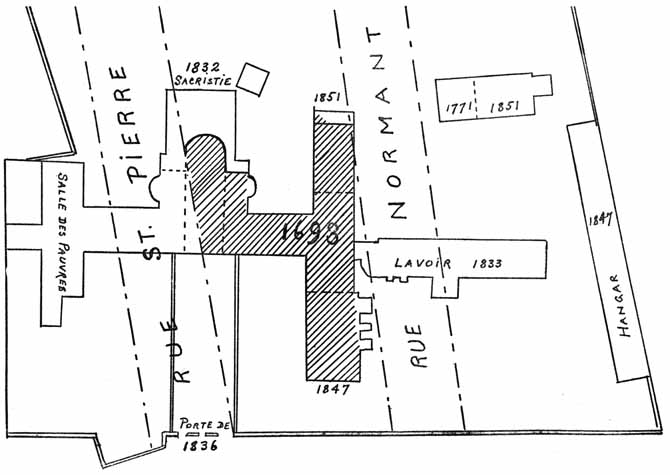 1832
SACRISTIE
1851
1771 1851
RUE ST. PIERRE
RUE NORMANT
SALLE DES PAUVRES
1693
LAVOIR 1833
1847
HANGAR
1847
PORTE DE
1836